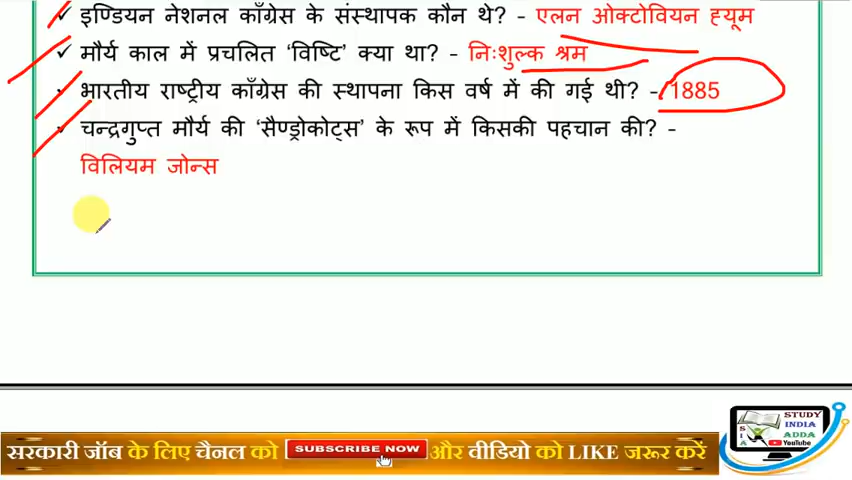 ✓ इण्डियन नेशनल काँग्रेस के संस्थापक कौन थे? - एलन ओक्टोवियन ह्यूम
✓ मौर्य काल में प्रचलित ‘विष्टि’ क्या था? - निःशुल्क श्रम
✓ भारतीय राष्ट्रीय काँग्रेस की स्थापना किस वर्ष में की गई थी? - 1885
✓ चन्द्रगुप्त मौर्य की ‘सैण्ड्रोकोट्स’ के रूप में किसकी पहचान की? -
विलियम जोन्स
सरकारी जॉब के लिए चैनल को SUBSCRIBE NOW और वीडियो को LIKE जरूर करें
STUDY
INDIA
ADDA
YouTube
SIA